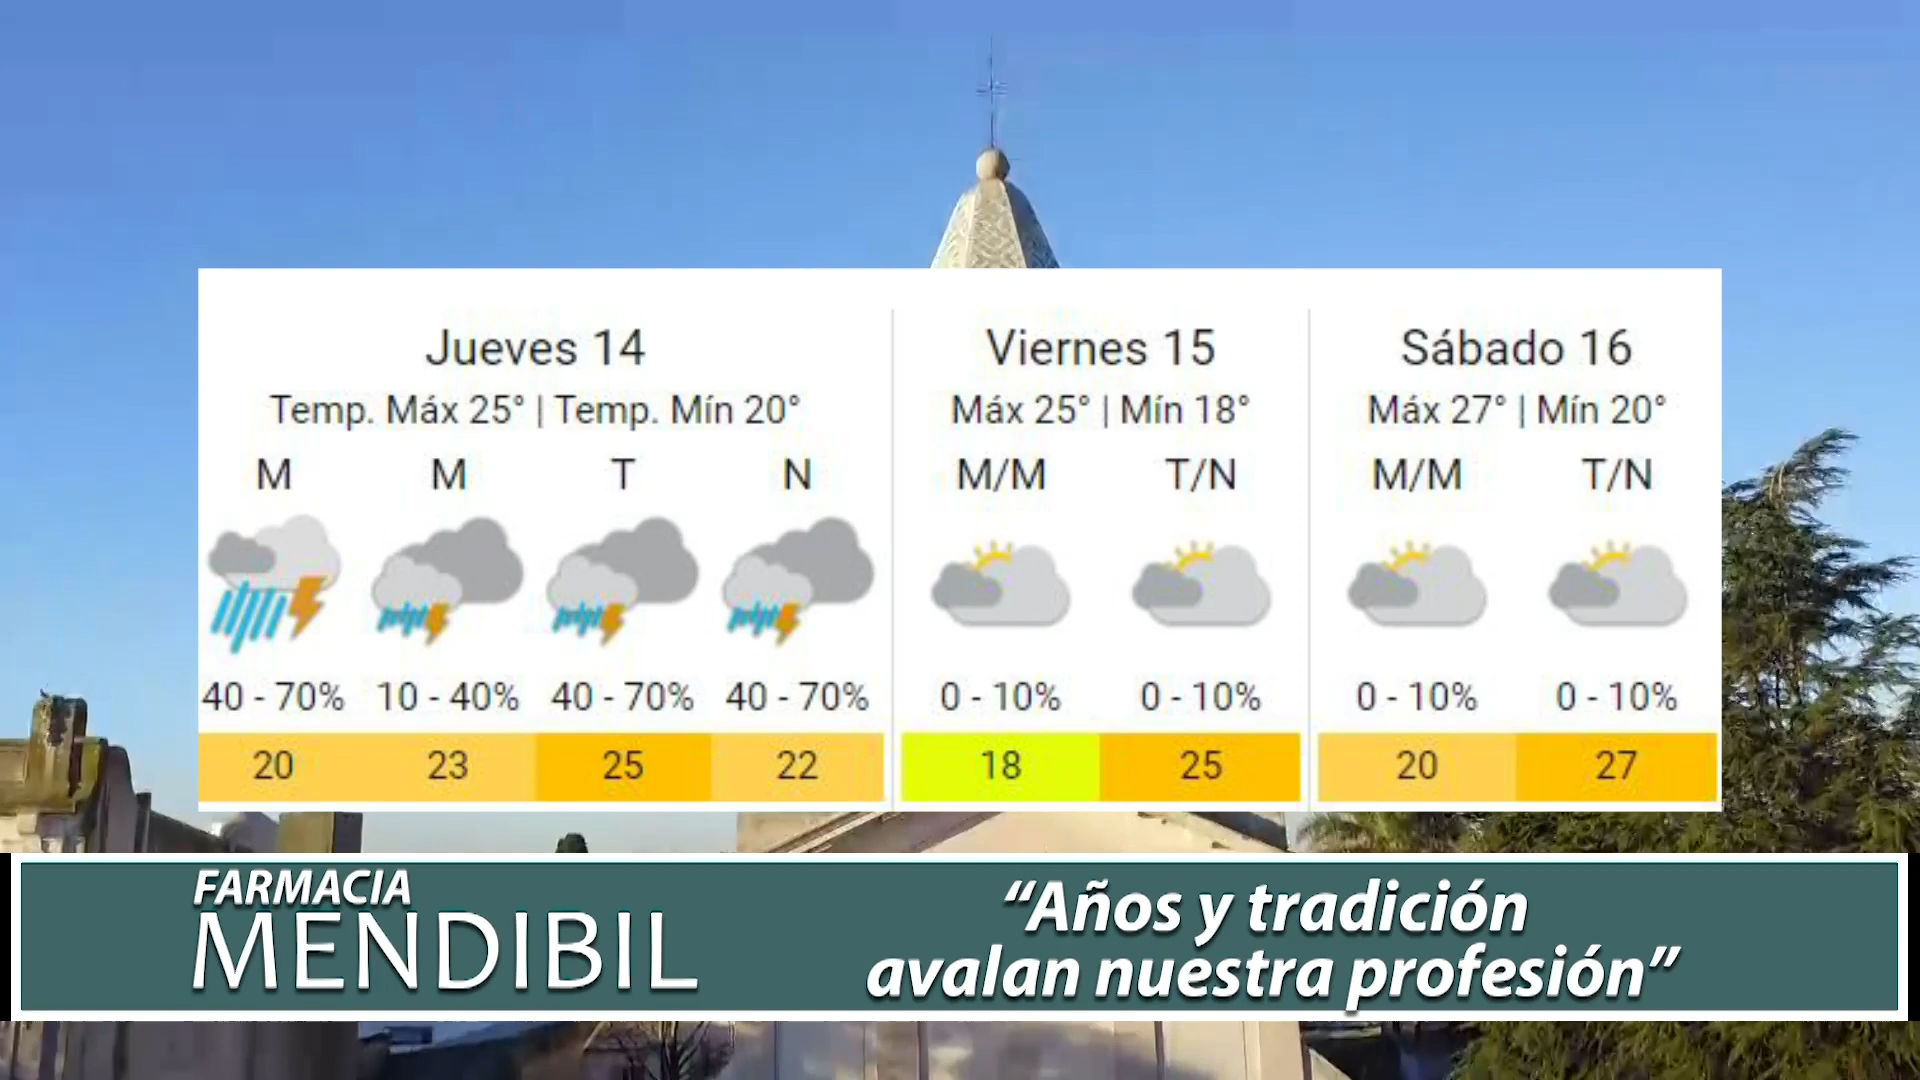 Jueves 14
Temp. Máx 25° | Temp. Mín 20°
M M T N
40 - 70% 10 - 40% 40 - 70% 40 - 70%
20 23 25 22
Viernes 15
Máx 25° | Mín 18°
M/M T/N
0 - 10% 0 - 10%
18 25
Sábado 16
Máx 27° | Mín 20°
M/M T/N
0 - 10% 0 - 10%
20 27
FARMACIA
MENDIBIL
“Años y tradición
avalan nuestra profesión”